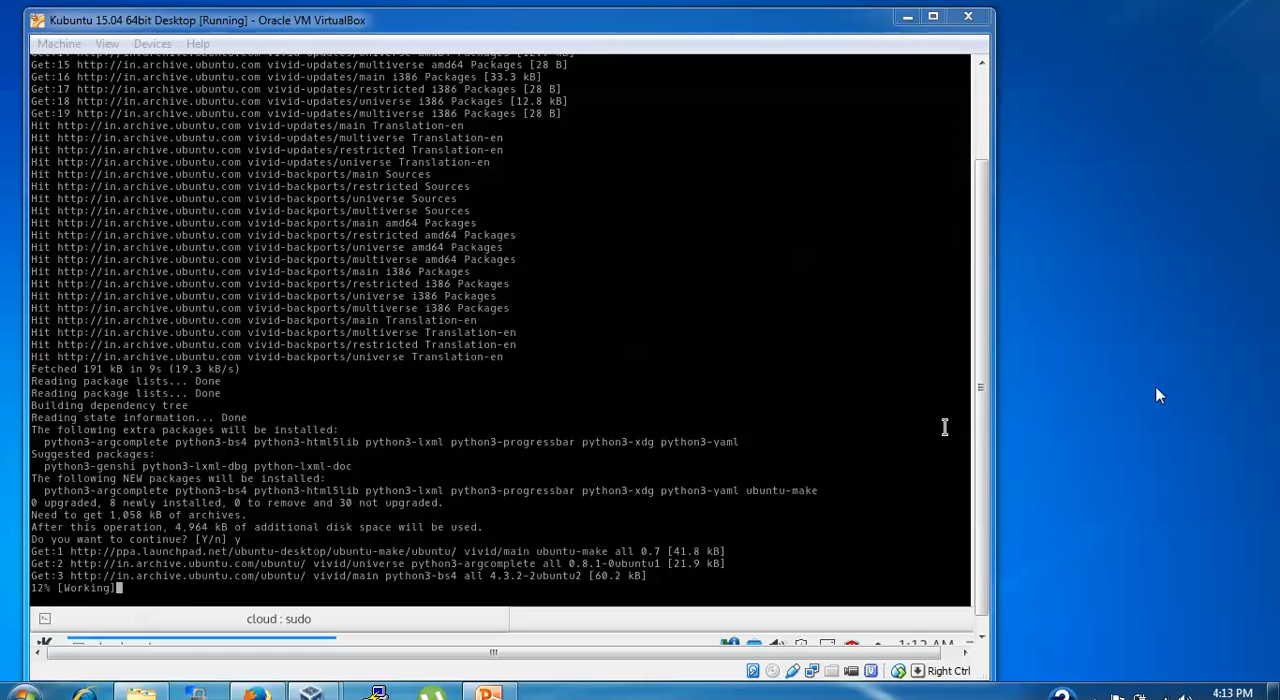 Kubuntu 15.04 64bit Desktop [Running] - Oracle VM VirtualBox
Machine View Devices Help
Get:15 http://in.archive.ubuntu.com vivid-updates/multiverse amd64 Packages [28 B]
Get:16 http://in.archive.ubuntu.com vivid-updates/main i386 Packages [33.3 kB]
Get:17 http://in.archive.ubuntu.com vivid-updates/restricted i386 Packages [28 B]
Get:18 http://in.archive.ubuntu.com vivid-updates/universe i386 Packages [12.8 kB]
Get:19 http://in.archive.ubuntu.com vivid-updates/multiverse i386 Packages [28 B]
Hit http://in.archive.ubuntu.com vivid-updates/main Translation-en
Hit http://in.archive.ubuntu.com vivid-updates/multiverse Translation-en
Hit http://in.archive.ubuntu.com vivid-updates/restricted Translation-en
Hit http://in.archive.ubuntu.com vivid-updates/universe Translation-en
Hit http://in.archive.ubuntu.com vivid-backports/main Sources
Hit http://in.archive.ubuntu.com vivid-backports/restricted Sources
Hit http://in.archive.ubuntu.com vivid-backports/universe Sources
Hit http://in.archive.ubuntu.com vivid-backports/multiverse Sources
Hit http://in.archive.ubuntu.com vivid-backports/main amd64 Packages
Hit http://in.archive.ubuntu.com vivid-backports/restricted amd64 Packages
Hit http://in.archive.ubuntu.com vivid-backports/universe amd64 Packages
Hit http://in.archive.ubuntu.com vivid-backports/multiverse amd64 Packages
Hit http://in.archive.ubuntu.com vivid-backports/main i386 Packages
Hit http://in.archive.ubuntu.com vivid-backports/restricted i386 Packages
Hit http://in.archive.ubuntu.com vivid-backports/universe i386 Packages
Hit http://in.archive.ubuntu.com vivid-backports/multiverse i386 Packages
Hit http://in.archive.ubuntu.com vivid-backports/main Translation-en
Hit http://in.archive.ubuntu.com vivid-backports/multiverse Translation-en
Hit http://in.archive.ubuntu.com vivid-backports/restricted Translation-en
Hit http://in.archive.ubuntu.com vivid-backports/universe Translation-en
Fetched 191 kB in 9s (19.3 kB/s)
Reading package lists... Done
Reading package lists... Done
Building dependency tree
Reading state information... Done
The following extra packages will be installed:
python3-argcomplete python3-bs4 python3-html5lib python3-lxml python3-progressbar python3-xdg python3-yaml
Suggested packages:
python3-genshi python3-lxml-dbg python-lxml-doc
The following NEW packages will be installed:
python3-argcomplete python3-bs4 python3-html5lib python3-lxml python3-progressbar python3-xdg python3-yaml ubuntu-make
0 upgraded, 8 newly installed, 0 to remove and 30 not upgraded.
Need to get 1,058 kB of archives.
After this operation, 4,964 kB of additional disk space will be used.
Do you want to continue? [Y/n] y
Get:1 http://ppa.launchpad.net/ubuntu-desktop/ubuntu-make/ubuntu/ vivid/main ubuntu-make all 0.7 [41.8 kB]
Get:2 http://in.archive.ubuntu.com/ubuntu/ vivid/universe python3-argcomplete all 0.8.1-0ubuntu1 [21.9 kB]
Get:3 http://in.archive.ubuntu.com/ubuntu/ vivid/main python3-bs4 all 4.3.2-2ubuntu2 [60.2 kB]
12% [Working]
cloud : sudo
Right Ctrl
4:13 PM